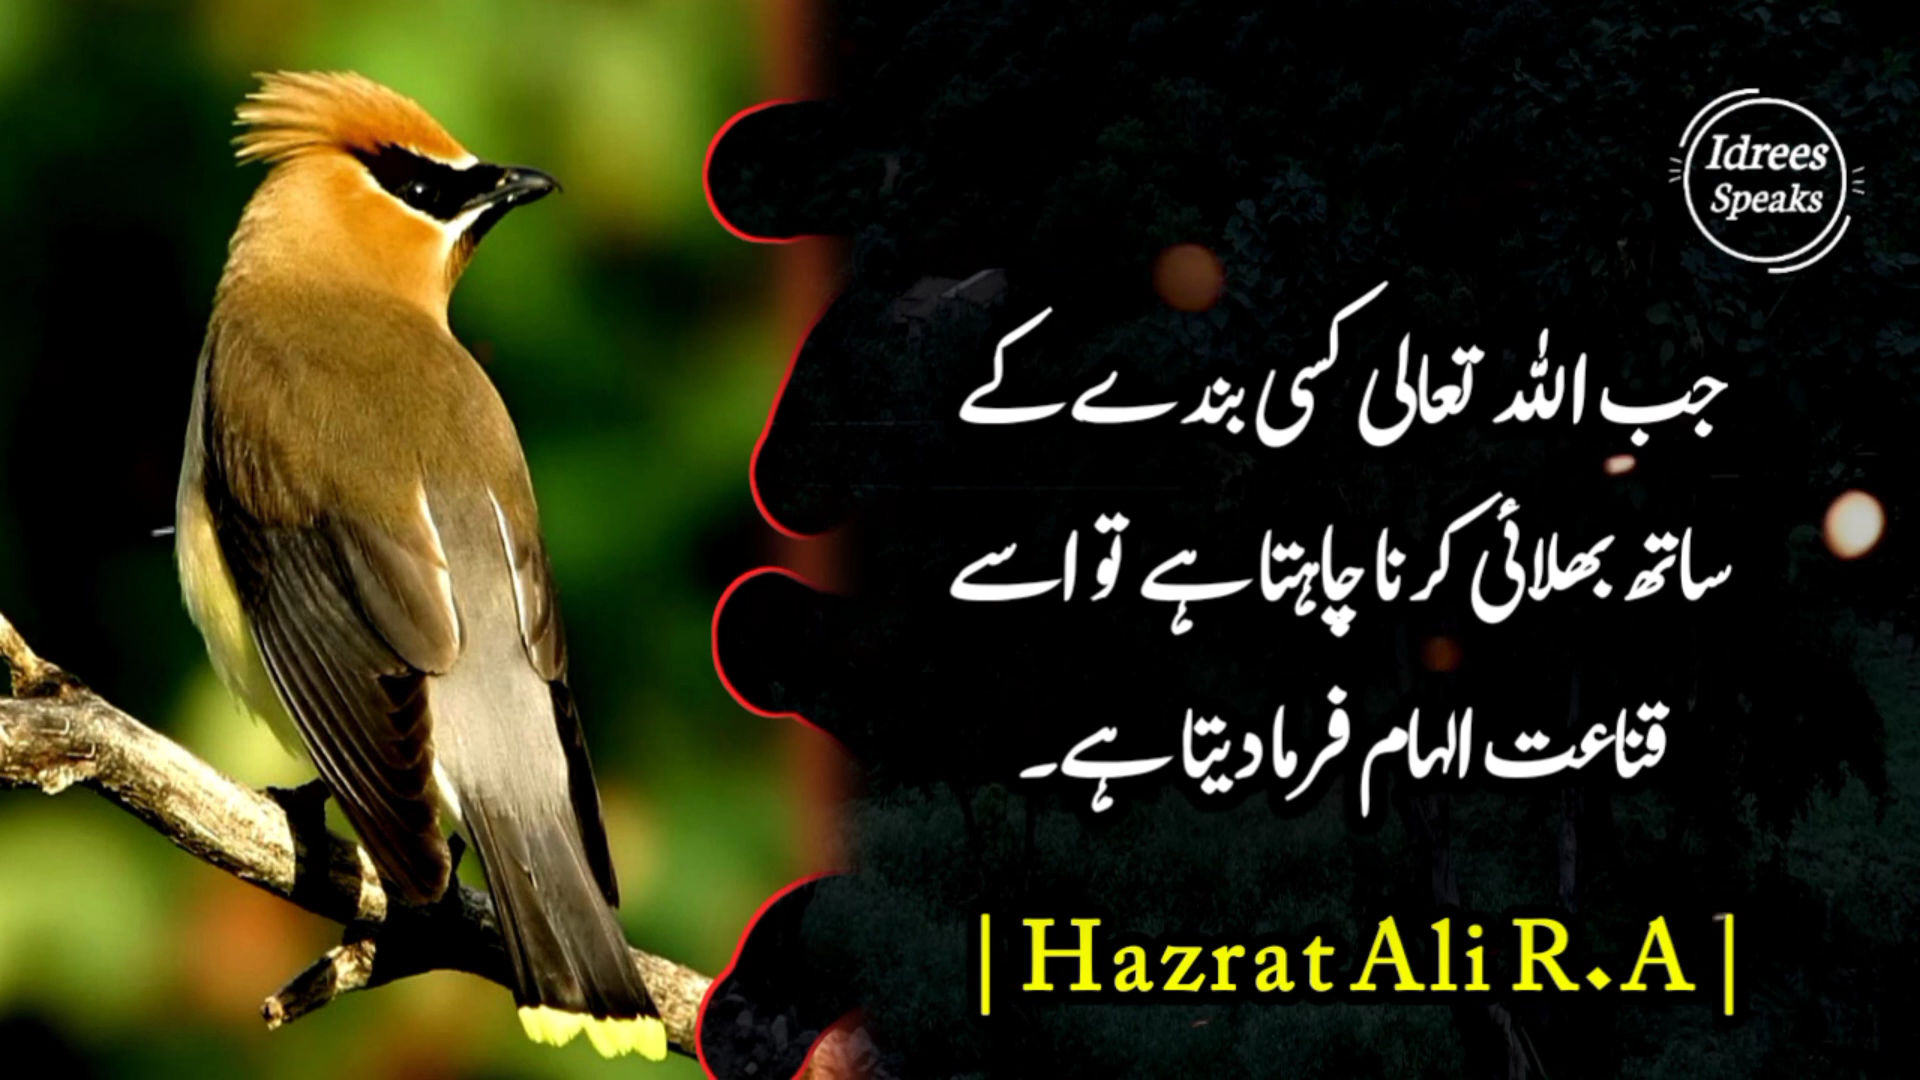 Idrees
Speaks
جب اللہ تعالی کسی بندے کے
ساتھ بھلائی کرنا چاہتا ہے تو اسے
قناعت الہام فرما دیتا ہے۔
| Hazrat Ali R.A |